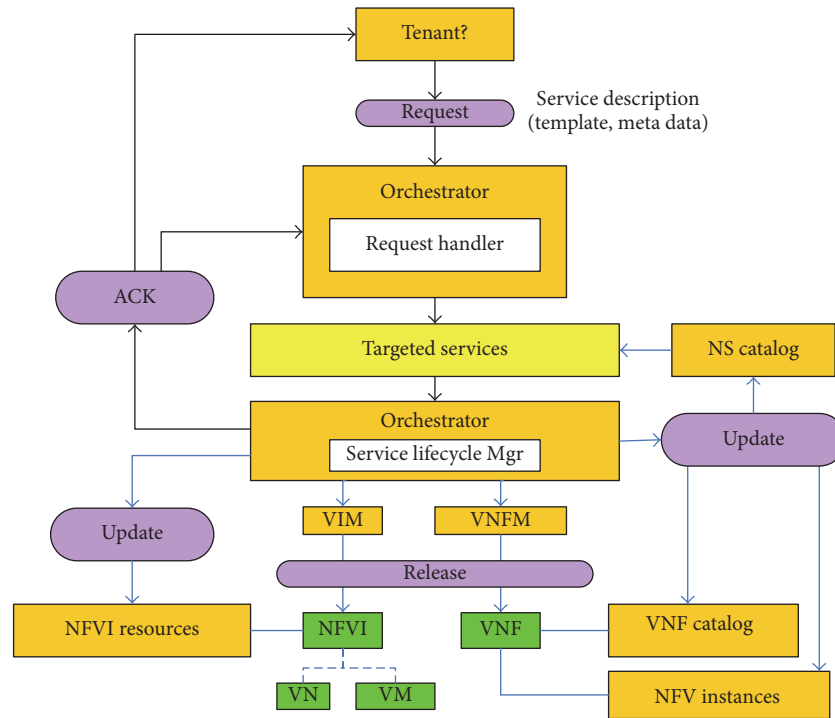 Tenant?
Request
Service description
(template, meta data)
Orchestrator
Request handler
ACK
Targeted services
NS catalog
Orchestrator
Service lifecycle Mgr
Update
Update
VIM
VNFM
Release
NFVI resources
NFVI
VNF
VNF catalog
VN
VM
NFV instances